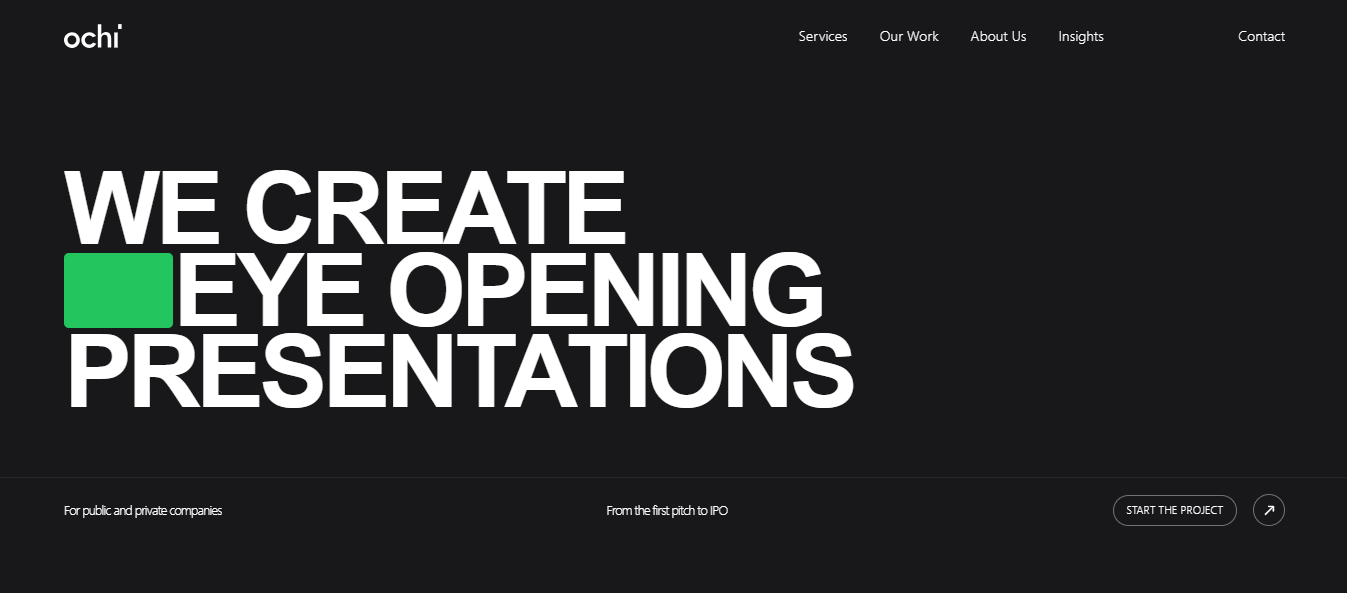 ochi
Services Our Work About Us Insights Contact
WE CREATE
EYE OPENING
PRESENTATIONS
For public and private companies From the first pitch to IPO START THE PROJECT